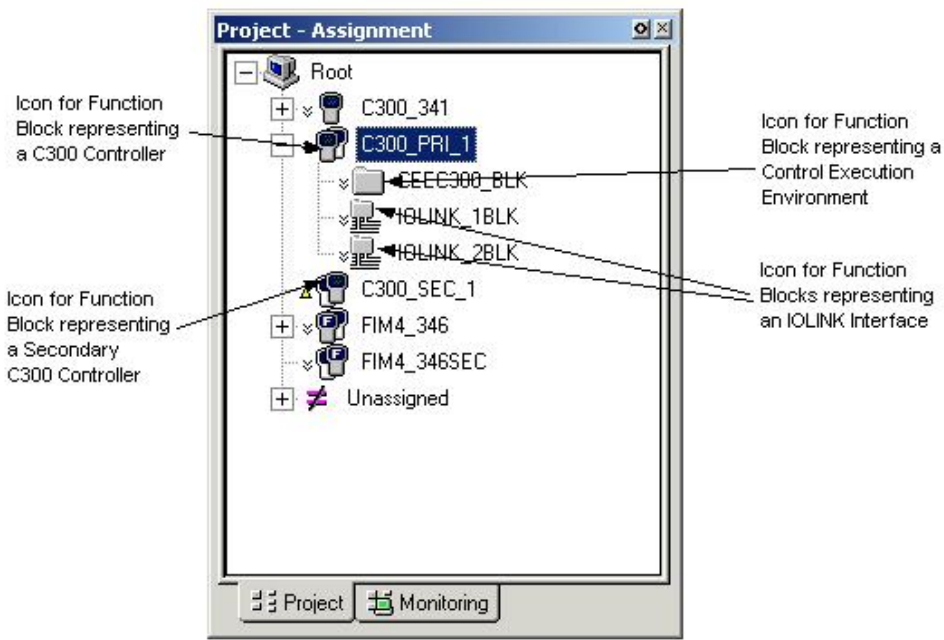 Project - Assignment
Root
C300_341
C300_PRI_1
CEEC300_BLK
IOLINK_1BLK
IOLINK_2BLK
C300_SEC_1
FIM4_346
FIM4_346SEC
Unassigned
Project
Monitoring
Icon for Function
Block representing
a C300 Controller
Icon for Function
Block representing
a Secondary
C300 Controller
Icon for Function
Block representing a
Control Execution
Environment
Icon for Function
Blocks representing
an IOLINK Interface